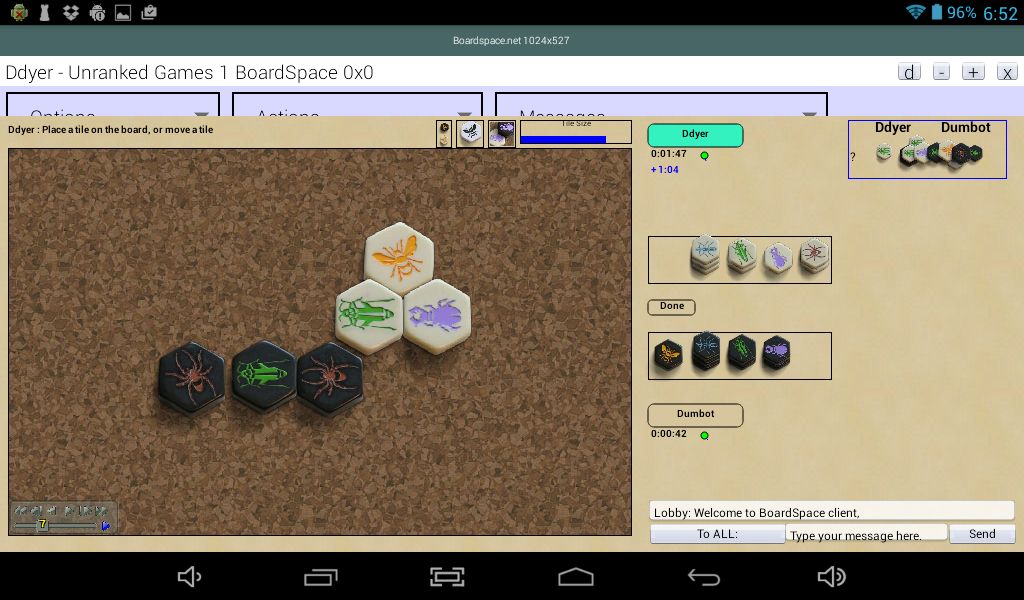 96% 6:52
Boardspace.net 1024x527
Ddyer - Unranked Games 1 BoardSpace 0x0
d - + x
Options Actions Messages
Ddyer : Place a tile on the board, or move a tile
Tile Size
Ddyer
0:01:47
+1:04
Ddyer Dumbot
?
Done
Dumbot
0:00:42
7
Lobby: Welcome to BoardSpace client,
To ALL: Type your message here. Send